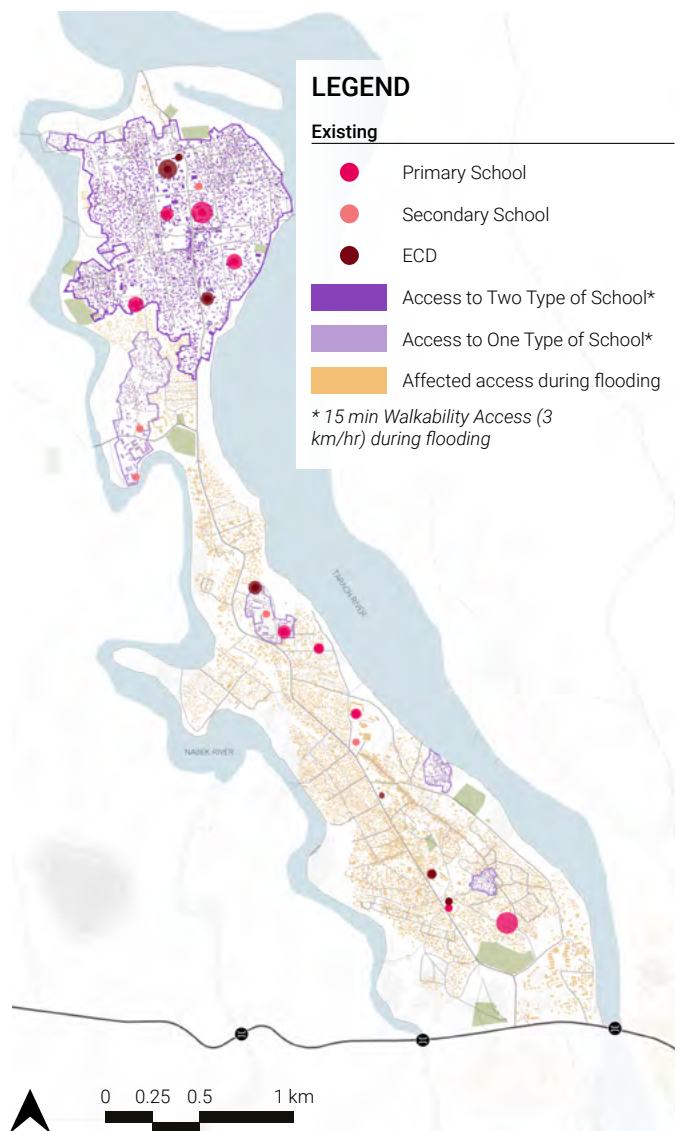 LEGEND
Existing
Primary School
Secondary School
ECD
Access to Two Type of School*
Access to One Type of School*
Affected access during flooding
* 15 min Walkability Access (3
km/hr) during flooding
TARACH RIVER
NABEK RIVER
0 0.25 0.5 1 km